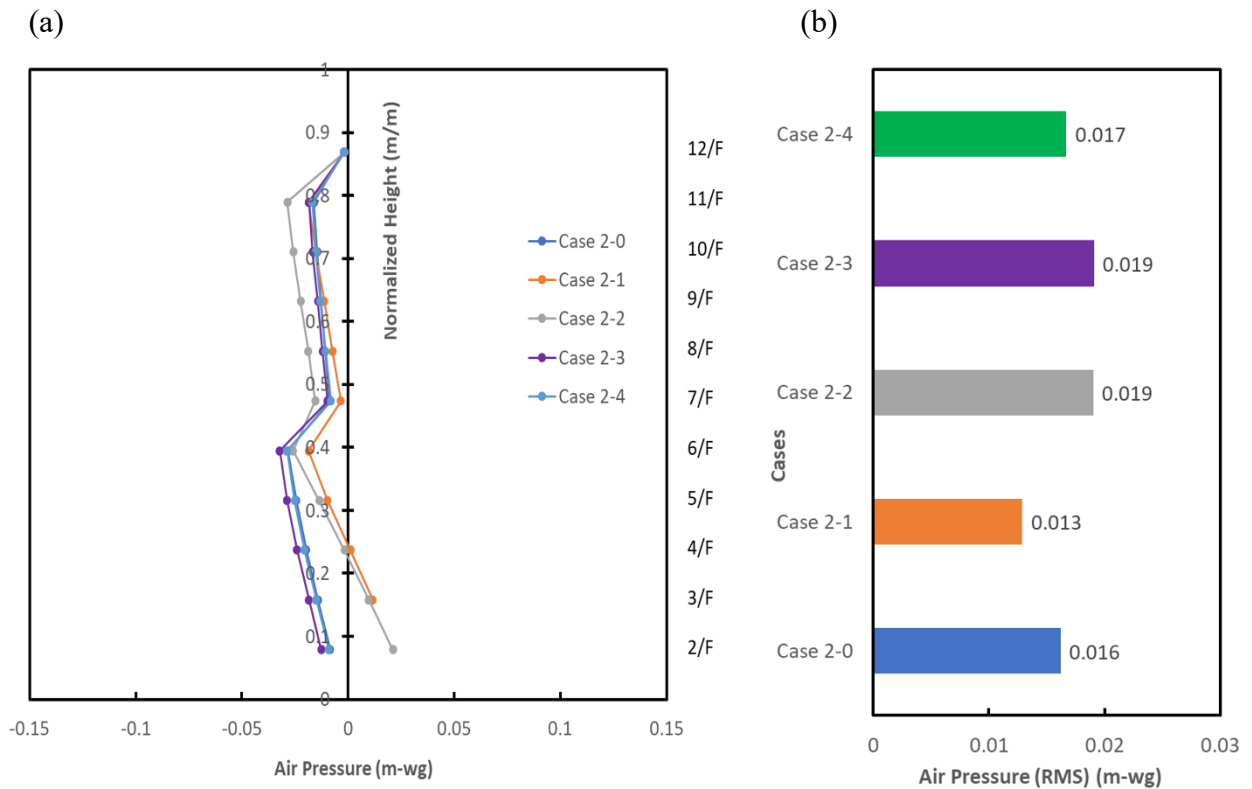 (a)
(b)
1
0.9
0.8
0.7
0.6
0.5
0.4
0.3
0.2
0.1
0
Normalized Height (m/m)
-0.15
-0.1
-0.05
0
0.05
0.1
0.15
Air Pressure (m-wg)
Case 2-0
Case 2-1
Case 2-2
Case 2-3
Case 2-4
12/F
11/F
10/F
9/F
8/F
7/F
6/F
5/F
4/F
3/F
2/F
Cases
Case 2-4
0.017
Case 2-3
0.019
Case 2-2
0.019
Case 2-1
0.013
Case 2-0
0.016
0
0.01
0.02
0.03
Air Pressure (RMS) (m-wg)